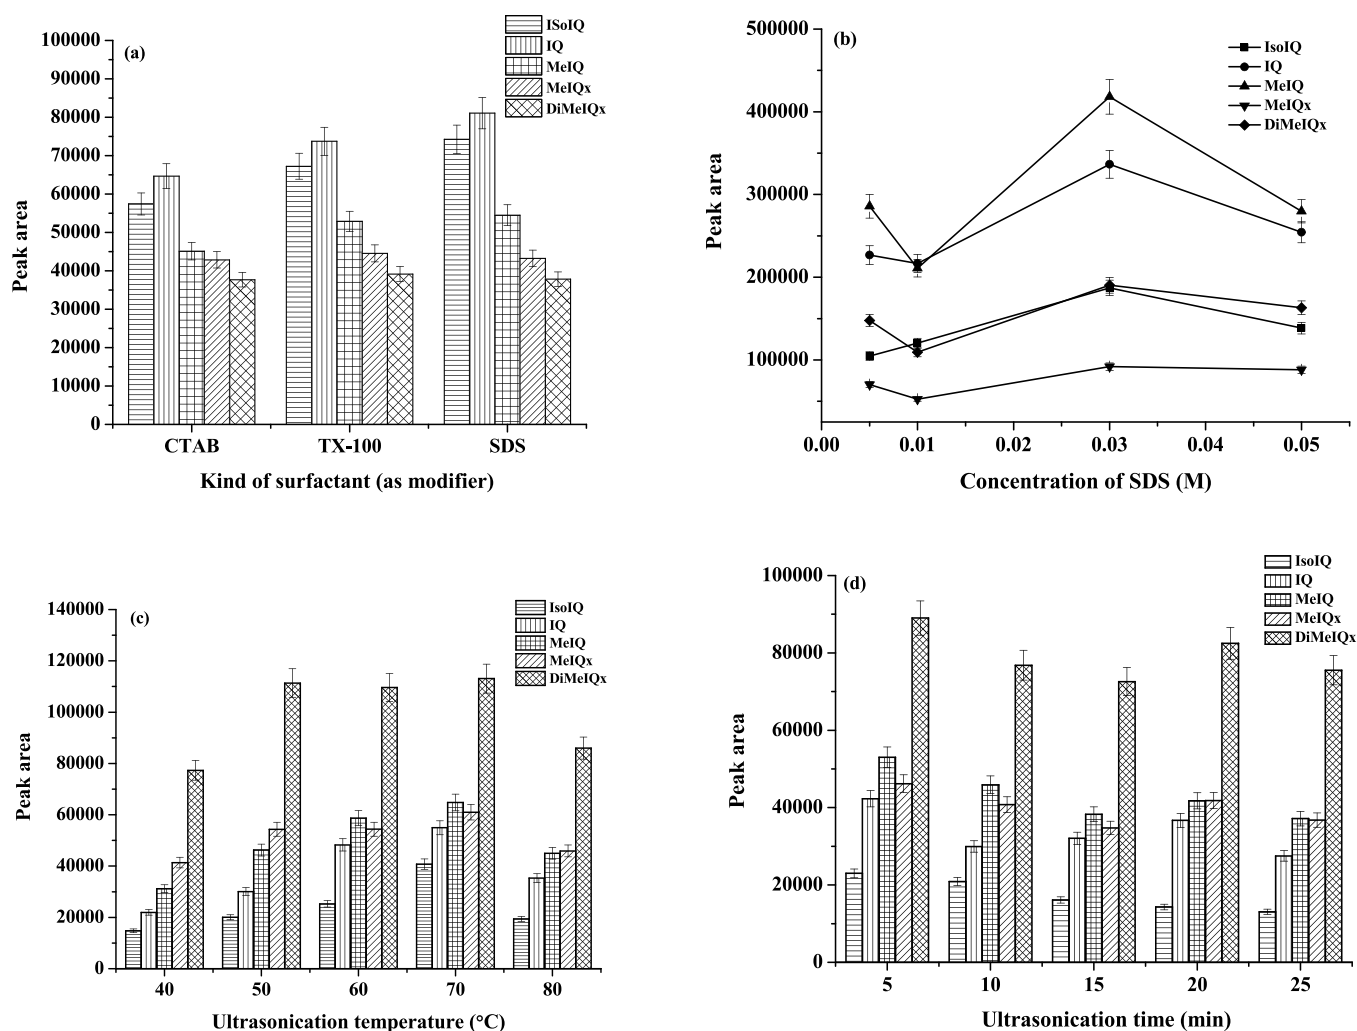 (a)
ISoIQ
IQ
MeIQ
MeIQx
DiMeIQx
100000
90000
80000
70000
60000
50000
40000
30000
20000
10000
0
Peak area
CTAB TX-100 SDS
Kind of surfactant (as modifier)
(b)
IsoIQ
IQ
MeIQ
MeIQx
DiMeIQx
500000
400000
300000
200000
100000
Peak area
0.00 0.01 0.02 0.03 0.04 0.05
Concentration of SDS (M)
(c)
IsoIQ
IQ
MeIQ
MeIQx
DiMeIQx
140000
120000
100000
80000
60000
40000
20000
0
Peak area
40 50 60 70 80
Ultrasonication temperature (°C)
(d)
IsoIQ
IQ
MeIQ
MeIQx
DiMeIQx
100000
80000
60000
40000
20000
0
Peak area
5 10 15 20 25
Ultrasonication time (min)